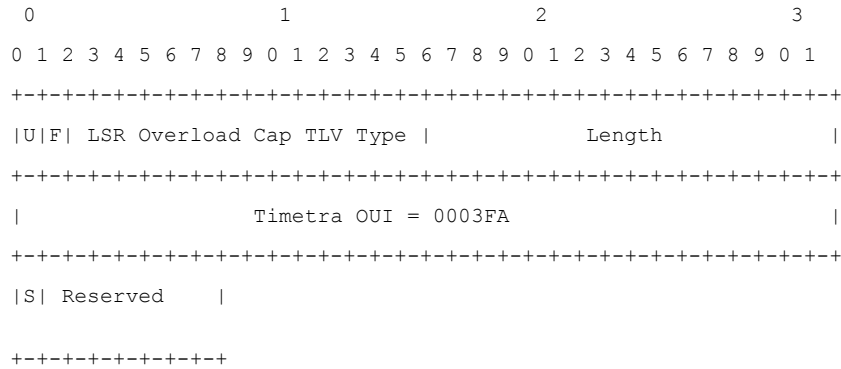 0                   1                   2                   3
0 1 2 3 4 5 6 7 8 9 0 1 2 3 4 5 6 7 8 9 0 1 2 3 4 5 6 7 8 9 0 1
+-+-+-+-+-+-+-+-+-+-+-+-+-+-+-+-+-+-+-+-+-+-+-+-+-+-+-+-+-+-+-+-+
|U|F| LSR Overload Cap TLV Type |            Length             |
+-+-+-+-+-+-+-+-+-+-+-+-+-+-+-+-+-+-+-+-+-+-+-+-+-+-+-+-+-+-+-+-+
|                  Timetra OUI = 0003FA                         |
+-+-+-+-+-+-+-+-+-+-+-+-+-+-+-+-+-+-+-+-+-+-+-+-+-+-+-+-+-+-+-+-+
|S| Reserved    |
+-+-+-+-+-+-+-+-+